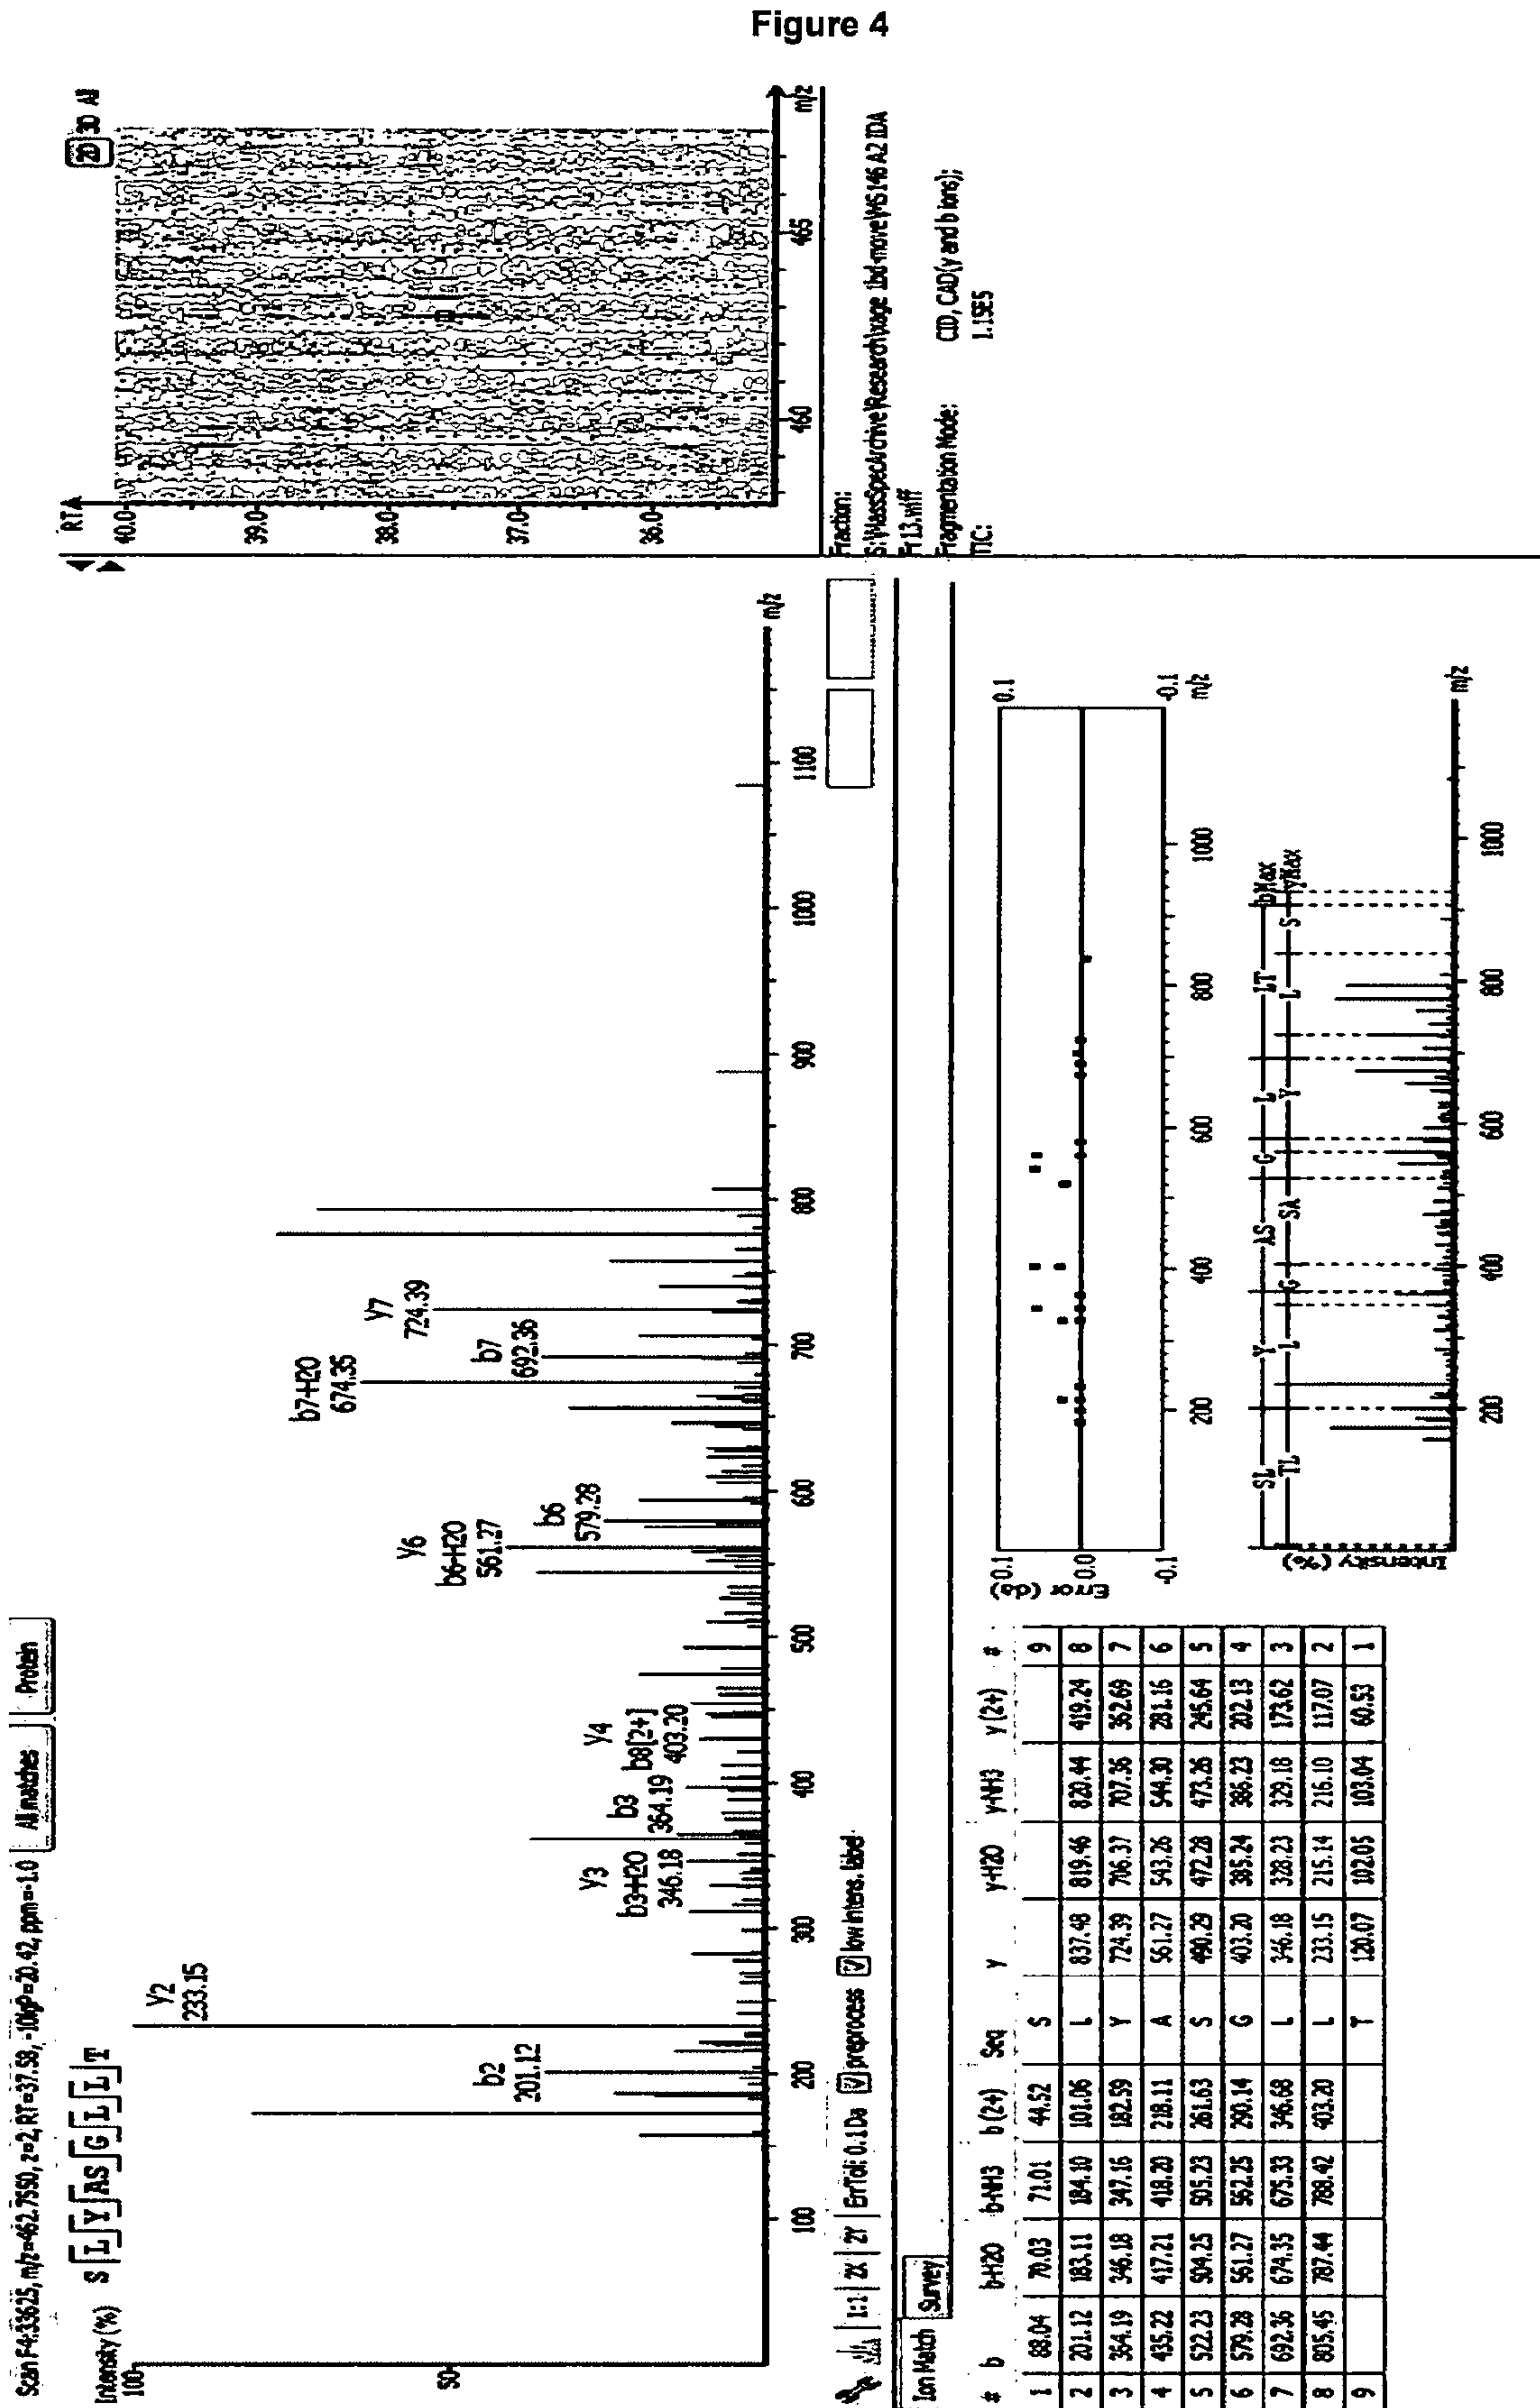 Figure 4
Scan F4:33625, m/z=462.7550, z=2, RT=37.58, -10lgP=20.42, ppm=-1.0 All matches Protein
Intensity (%) S L Y AS G L L T
100
50
y2
233.15
b2
201.12
y3
b3-H2O
346.18
b3
364.19
y4
b8[2+]
403.20
y6
b6-H2O
561.27
b6
579.28
b7-H2O
674.35
b7
692.36
y7
724.39
100 200 300 400 500 600 700 800 900 1000 1100 m/z
1:1 2X 2Y ErrTol: 0.1Da preprocess low intens. label
2D 3D All
RT
40.0
39.0
38.0
37.0
36.0
460 465 m/z
Fraction:
Fr13.wiff
Fragmentation Mode: CID, CAD(y and b ions);
TIC: 1.15E5
Ion Match Survey
# b b-H2O b-NH3 b (2+) Seq y y-H2O y-NH3 y (2+) #
1 88.04 70.03 71.01 44.52 S 9
2 201.12 183.11 184.10 101.06 L 837.48 819.46 820.44 419.24 8
3 364.19 346.18 347.16 182.59 Y 724.39 706.37 707.36 362.69 7
4 435.22 417.21 418.20 218.11 A 561.27 543.26 544.30 281.16 6
5 522.23 504.25 505.23 261.63 S 490.29 472.28 473.26 245.64 5
6 579.28 561.27 562.25 290.14 G 403.20 385.24 386.23 202.13 4
7 692.36 674.35 675.33 346.68 L 346.18 328.23 329.18 173.62 3
8 805.45 787.44 788.42 403.20 L 233.15 215.14 216.10 117.07 2
9 T 120.07 102.05 103.04 60.53 1
0.1 0.1
0.0
-0.1 -0.1
Error (Da)
200 400 600 800 1000 m/z
SL Y AS G L LT bMax
TL L G SA Y L S yMax
Intensity (%)
200 400 600 800 1000 m/z